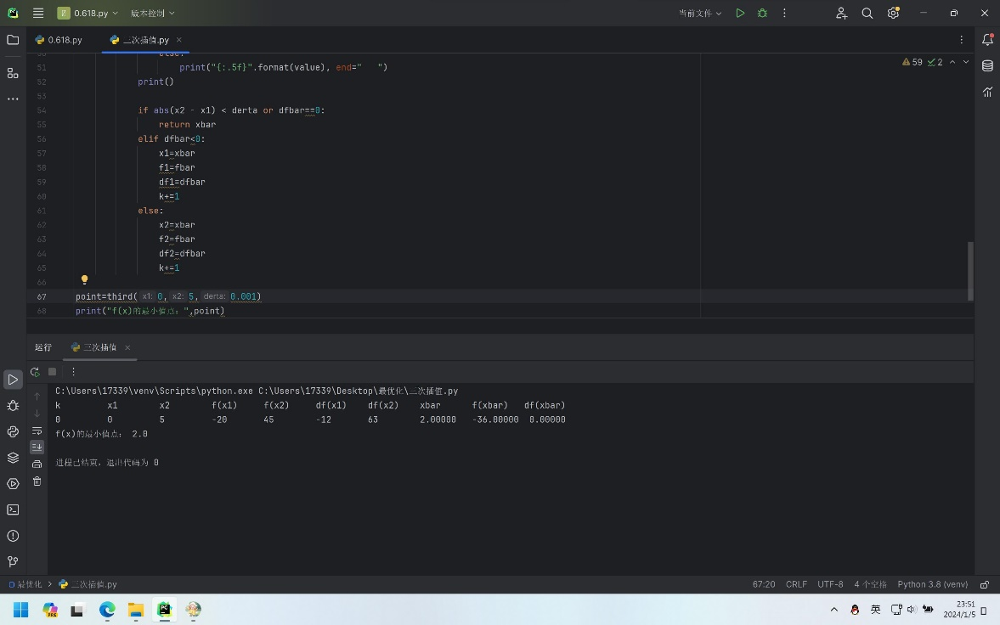 0.618.py
版本控制
当前文件
0.618.py
三次插值.py
else:
51 print("{:.5f}".format(value), end="   ")
59
2
52 print()
53
54 if abs(x2 - x1) < derta or dfbar==0:
55 return xbar
56 elif dfbar<0:
57 x1=xbar
58 f1=fbar
59 df1=dfbar
60 k+=1
61 else:
62 x2=xbar
63 f2=fbar
64 df2=dfbar
65 k+=1
66
67 point=third( x1: 0, x2: 5, derta: 0.001)
68 print("f(x)的最小值点：",point)
运行
三次插值
C:\Users\17339\venv\Scripts\python.exe C:\Users\17339\Desktop\最优化\三次插值.py
k x1 x2 f(x1) f(x2) df(x1) df(x2) xbar f(xbar) df(xbar)
0 0 5 -20 45 -12 63 2.00000 -36.00000 0.00000
f(x)的最小值点： 2.0
进程已结束，退出代码为 0
最优化
三次插值.py
67:20 CRLF UTF-8 4 个空格 Python 3.8 (venv)
PRE
PC
英
23:51
2024/1/5